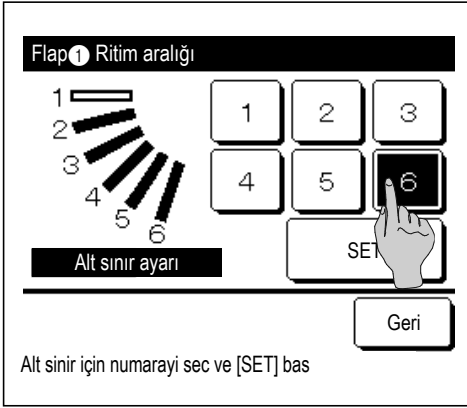 Flap❶ Ritim aralığı
1
2
3
4
5
6
1 2 3
4 5 6
SET
Alt sınır ayarı
Geri
Alt sinir için numarayi sec ve [SET] bas